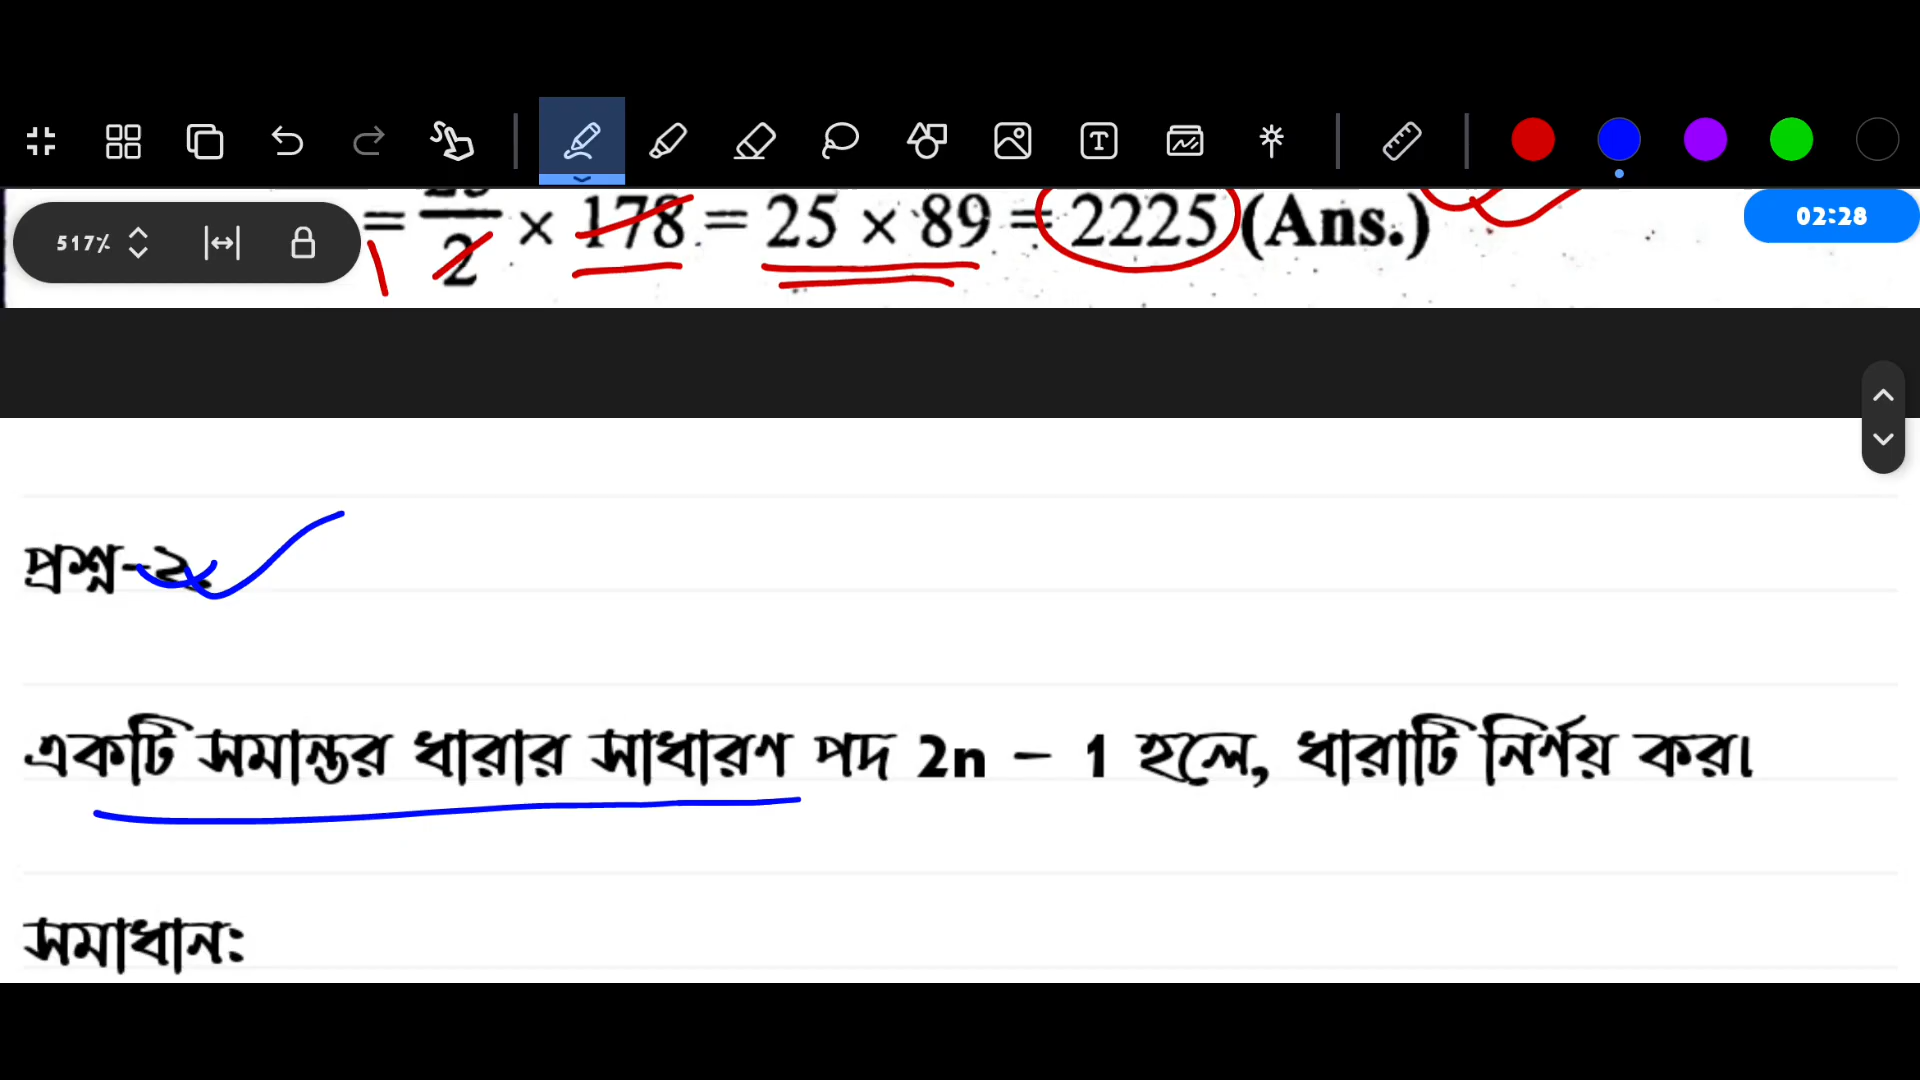 517%
= 25/2 × 178 = 25 × 89 = 2225 (Ans.)
02:28
প্রশ্ন-২.
একটি সমান্তর ধারার সাধারণ পদ 2n – 1 হলে, ধারাটি নির্ণয় কর।
সমাধান: